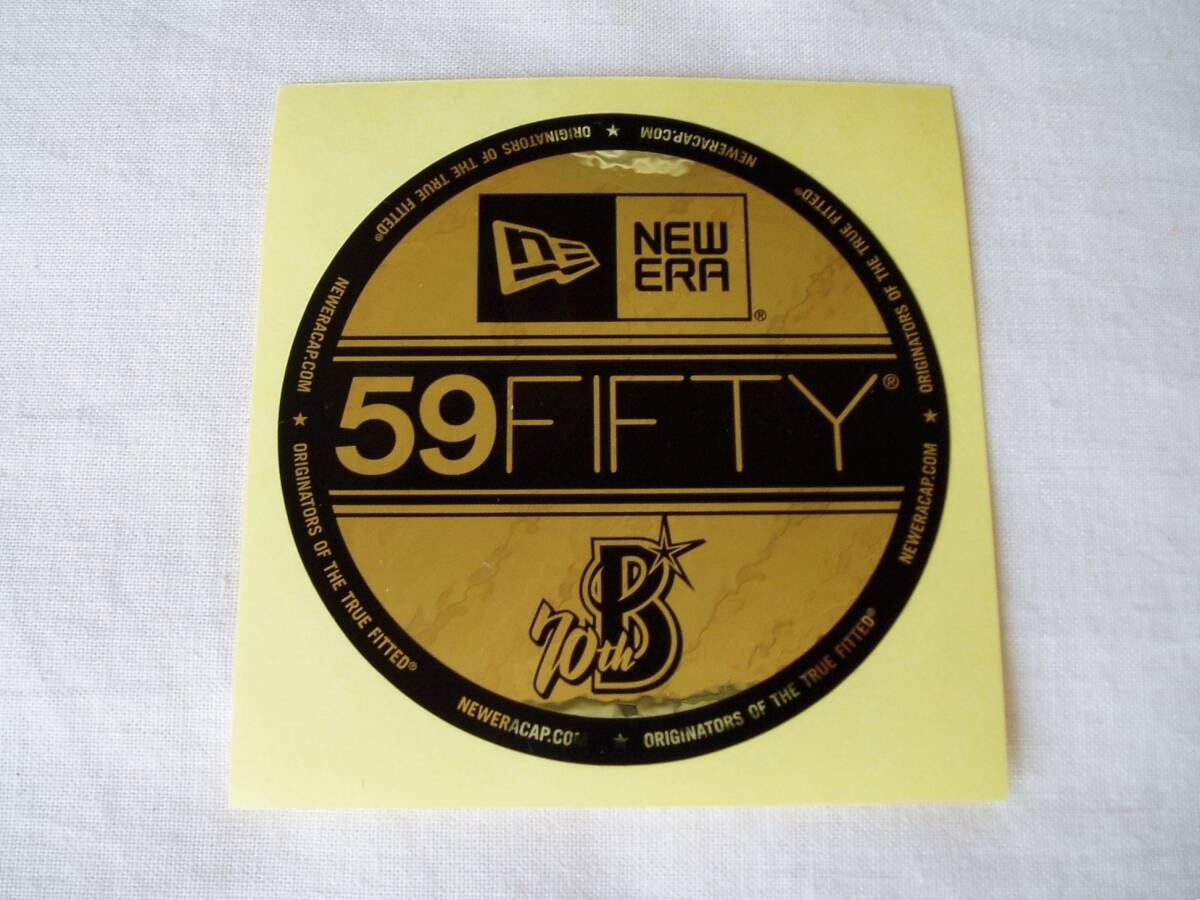 NEW
ERA
®
59FIFTY®
70th
B
NEWERACAP.COM ★ ORIGINATORS OF THE TRUE FITTED®
NEWERACAP.COM ★ ORIGINATORS OF THE TRUE FITTED®
NEWERACAP.COM ★ ORIGINATORS OF THE TRUE FITTED®
NEWERACAP.COM ★ ORIGINATORS OF THE TRUE FITTED®